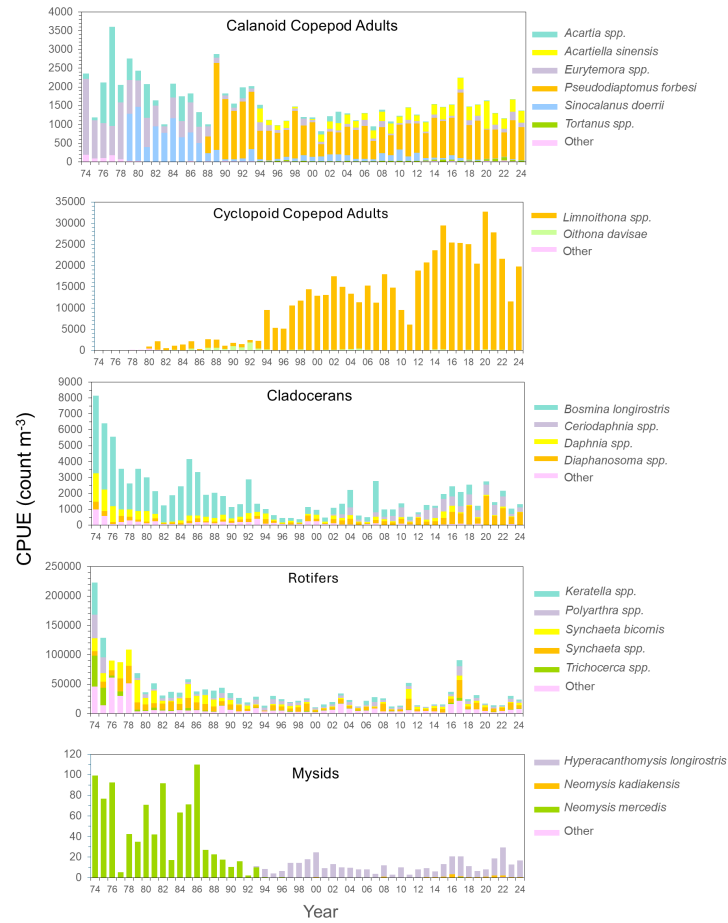 Calanoid Copepod Adults
4000
3500
3000
2500
2000
1500
1000
500
0
74 76 78 80 82 84 86 88 90 92 94 96 98 00 02 04 06 08 10 12 14 16 18 20 22 24
Acartia spp.
Acartiella sinensis
Eurytemora spp.
Pseudodiaptomus forbesi
Sinocalanus doerrii
Tortanus spp.
Other
Cyclopoid Copepod Adults
35000
30000
25000
20000
15000
10000
5000
0
74 76 78 80 82 84 86 88 90 92 94 96 98 00 02 04 06 08 10 12 14 16 18 20 22 24
Limnoithona spp.
Oithona davisae
Other
Cladocerans
9000
8000
7000
6000
5000
4000
3000
2000
1000
0
74 76 78 80 82 84 86 88 90 92 94 96 98 00 02 04 06 08 10 12 14 16 18 20 22 24
Bosmina longirostris
Ceriodaphnia spp.
Daphnia spp.
Diaphanosoma spp.
Other
CPUE (count m-3)
Rotifers
250000
200000
150000
100000
50000
0
74 76 78 80 82 84 86 88 90 92 94 96 98 00 02 04 06 08 10 12 14 16 18 20 22 24
Keratella spp.
Polyarthra spp.
Synchaeta bicornis
Synchaeta spp.
Trichocerca spp.
Other
Mysids
120
100
80
60
40
20
0
74 76 78 80 82 84 86 88 90 92 94 96 98 00 02 04 06 08 10 12 14 16 18 20 22 24
Hyperacanthomysis longirostris
Neomysis kadiakensis
Neomysis mercedis
Other
Year